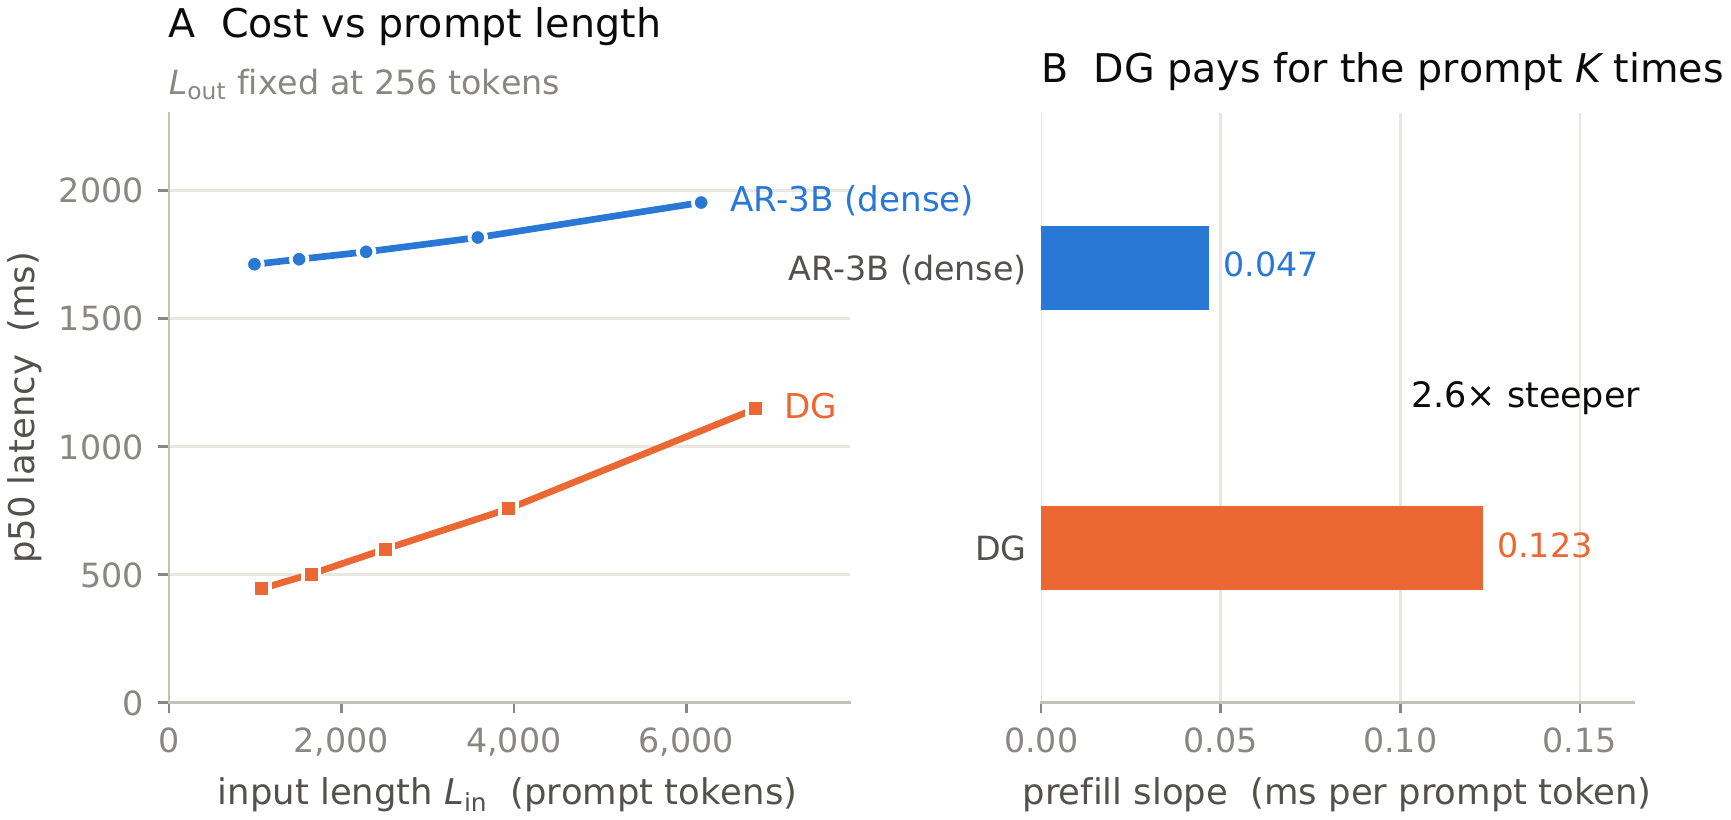 A Cost vs prompt length
Lout fixed at 256 tokens
p50 latency (ms)
2000
1500
1000
500
0
AR-3B (dense)
DG
0
2,000
4,000
6,000
input length Lin (prompt tokens)
B DG pays for the prompt K times
AR-3B (dense)
0.047
2.6× steeper
DG
0.123
0.00
0.05
0.10
0.15
prefill slope (ms per prompt token)